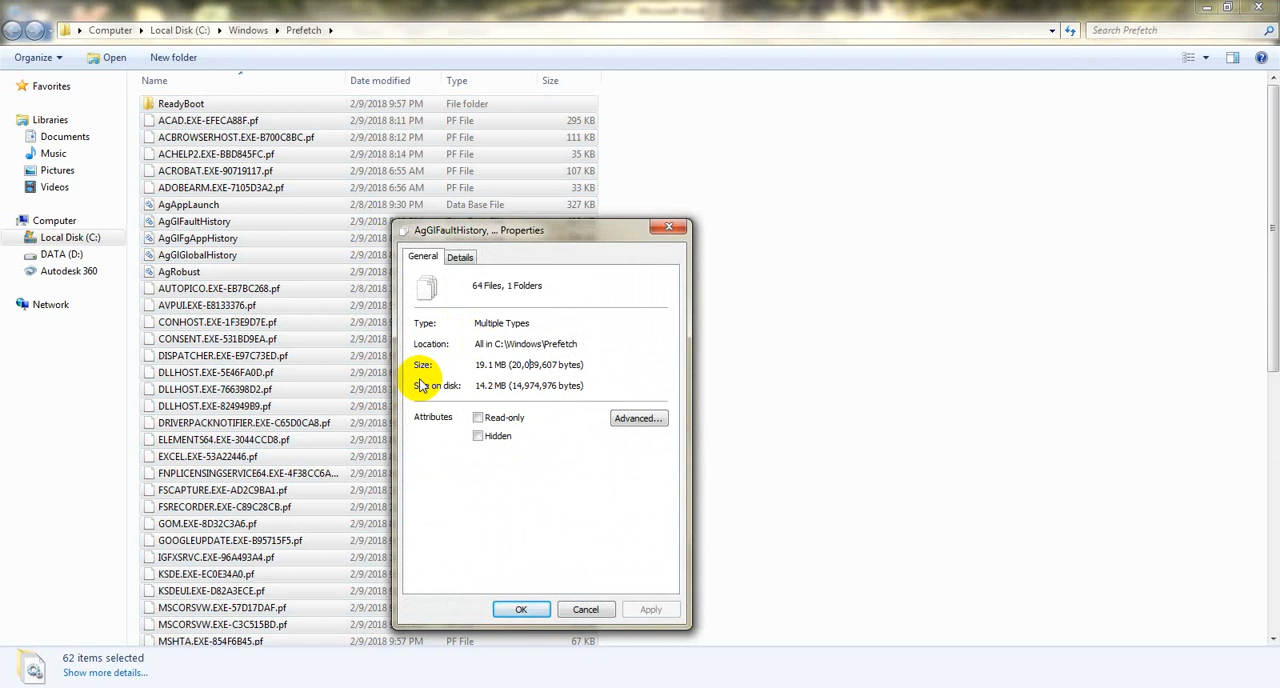 Computer Local Disk (C:) Windows Prefetch
Search Prefetch
Organize Open New folder
Name Date modified Type Size
Favorites
Libraries
Documents
Music
Pictures
Videos
Computer
Local Disk (C:)
DATA (D:)
Autodesk 360
Network
ReadyBoot 2/9/2018 9:57 PM File folder
ACAD.EXE-EFECA88F.pf 2/9/2018 8:11 PM PF File 295 KB
ACBROWSERHOST.EXE-B700C8BC.pf 2/9/2018 8:12 PM PF File 111 KB
ACHELP2.EXE-BBD845FC.pf 2/9/2018 8:14 PM PF File 35 KB
ACROBAT.EXE-90719117.pf 2/9/2018 6:55 AM PF File 107 KB
ADOBEARM.EXE-7105D3A2.pf 2/9/2018 6:56 AM PF File 33 KB
AgAppLaunch 2/8/2018 9:30 PM Data Base File 327 KB
AgGlFaultHistory 2/9/2018
AgGlFgAppHistory 2/9/2018
AgGlGlobalHistory 2/9/2018
AgRobust 2/9/2018
AUTOPICO.EXE-EB7BC268.pf 2/8/2018
AVPUI.EXE-E8133376.pf 2/9/2018
CONHOST.EXE-1F3E9D7E.pf 2/9/2018
CONSENT.EXE-531BD9EA.pf 2/9/2018
DISPATCHER.EXE-E97C73ED.pf 2/9/2018
DLLHOST.EXE-5E46FA0D.pf 2/9/2018
DLLHOST.EXE-766398D2.pf 2/9/2018
DLLHOST.EXE-824949B9.pf 2/9/2018
DRIVERPACKNOTIFIER.EXE-C65D0CA8.pf 2/9/2018
ELEMENTS64.EXE-3044CCD8.pf 2/9/2018
EXCEL.EXE-53A22446.pf 2/9/2018
FNPLICENSINGSERVICE64.EXE-4F38CC6A... 2/9/2018
FSCAPTURE.EXE-AD2C9BA1.pf 2/9/2018
FSRECORDER.EXE-C89C28CB.pf 2/9/2018
GOM.EXE-8D32C3A6.pf 2/9/2018
GOOGLEUPDATE.EXE-B95715F5.pf 2/9/2018
IGFXSRVC.EXE-96A493A4.pf 2/9/2018
KSDE.EXE-EC0E34A0.pf 2/9/2018
KSDEUI.EXE-D82A3ECE.pf 2/9/2018
MSCORSVW.EXE-57D17DAF.pf 2/9/2018
MSCORSVW.EXE-C3C515BD.pf 2/9/2018
MSHTA.EXE-854F6B45.pf 2/9/2018 9:57 PM PF File 67 KB
AgGlFaultHistory, ... Properties
General Details
64 Files, 1 Folders
Type: Multiple Types
Location: All in C:\Windows\Prefetch
Size: 19.1 MB (20,089,607 bytes)
Size on disk: 14.2 MB (14,974,976 bytes)
Attributes Read-only Advanced...
Hidden
OK Cancel Apply
62 items selected
Show more details...